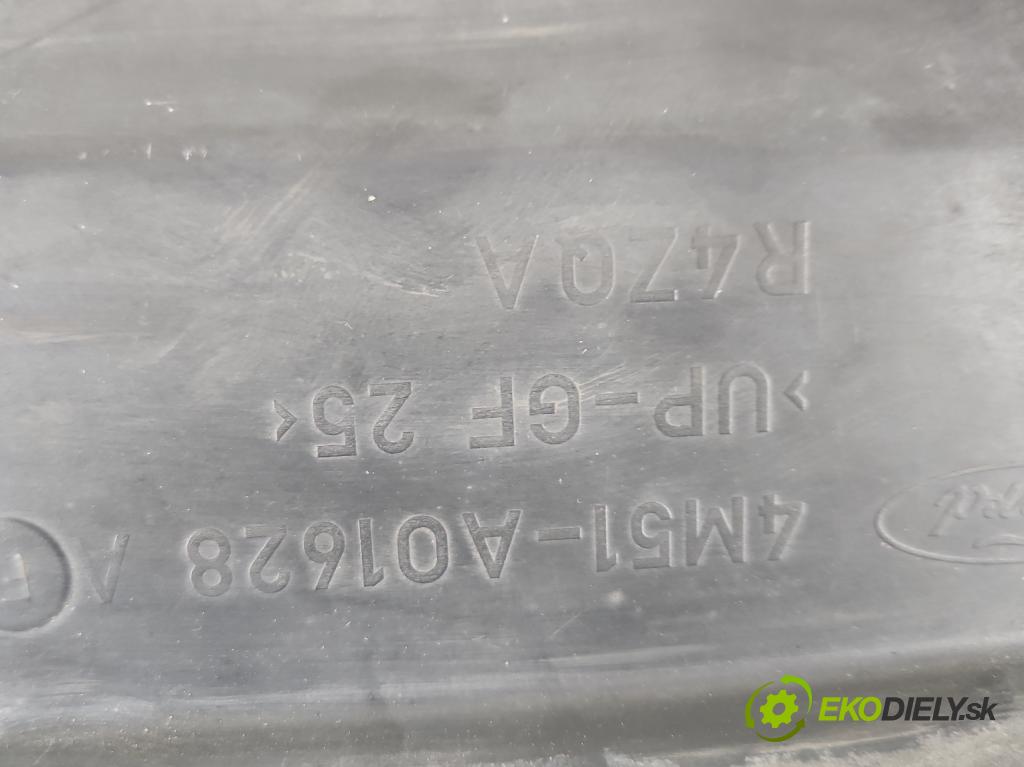 4M51-A01628 A
>UP-GF 25<
R4ZQA
EKODIELY.sk